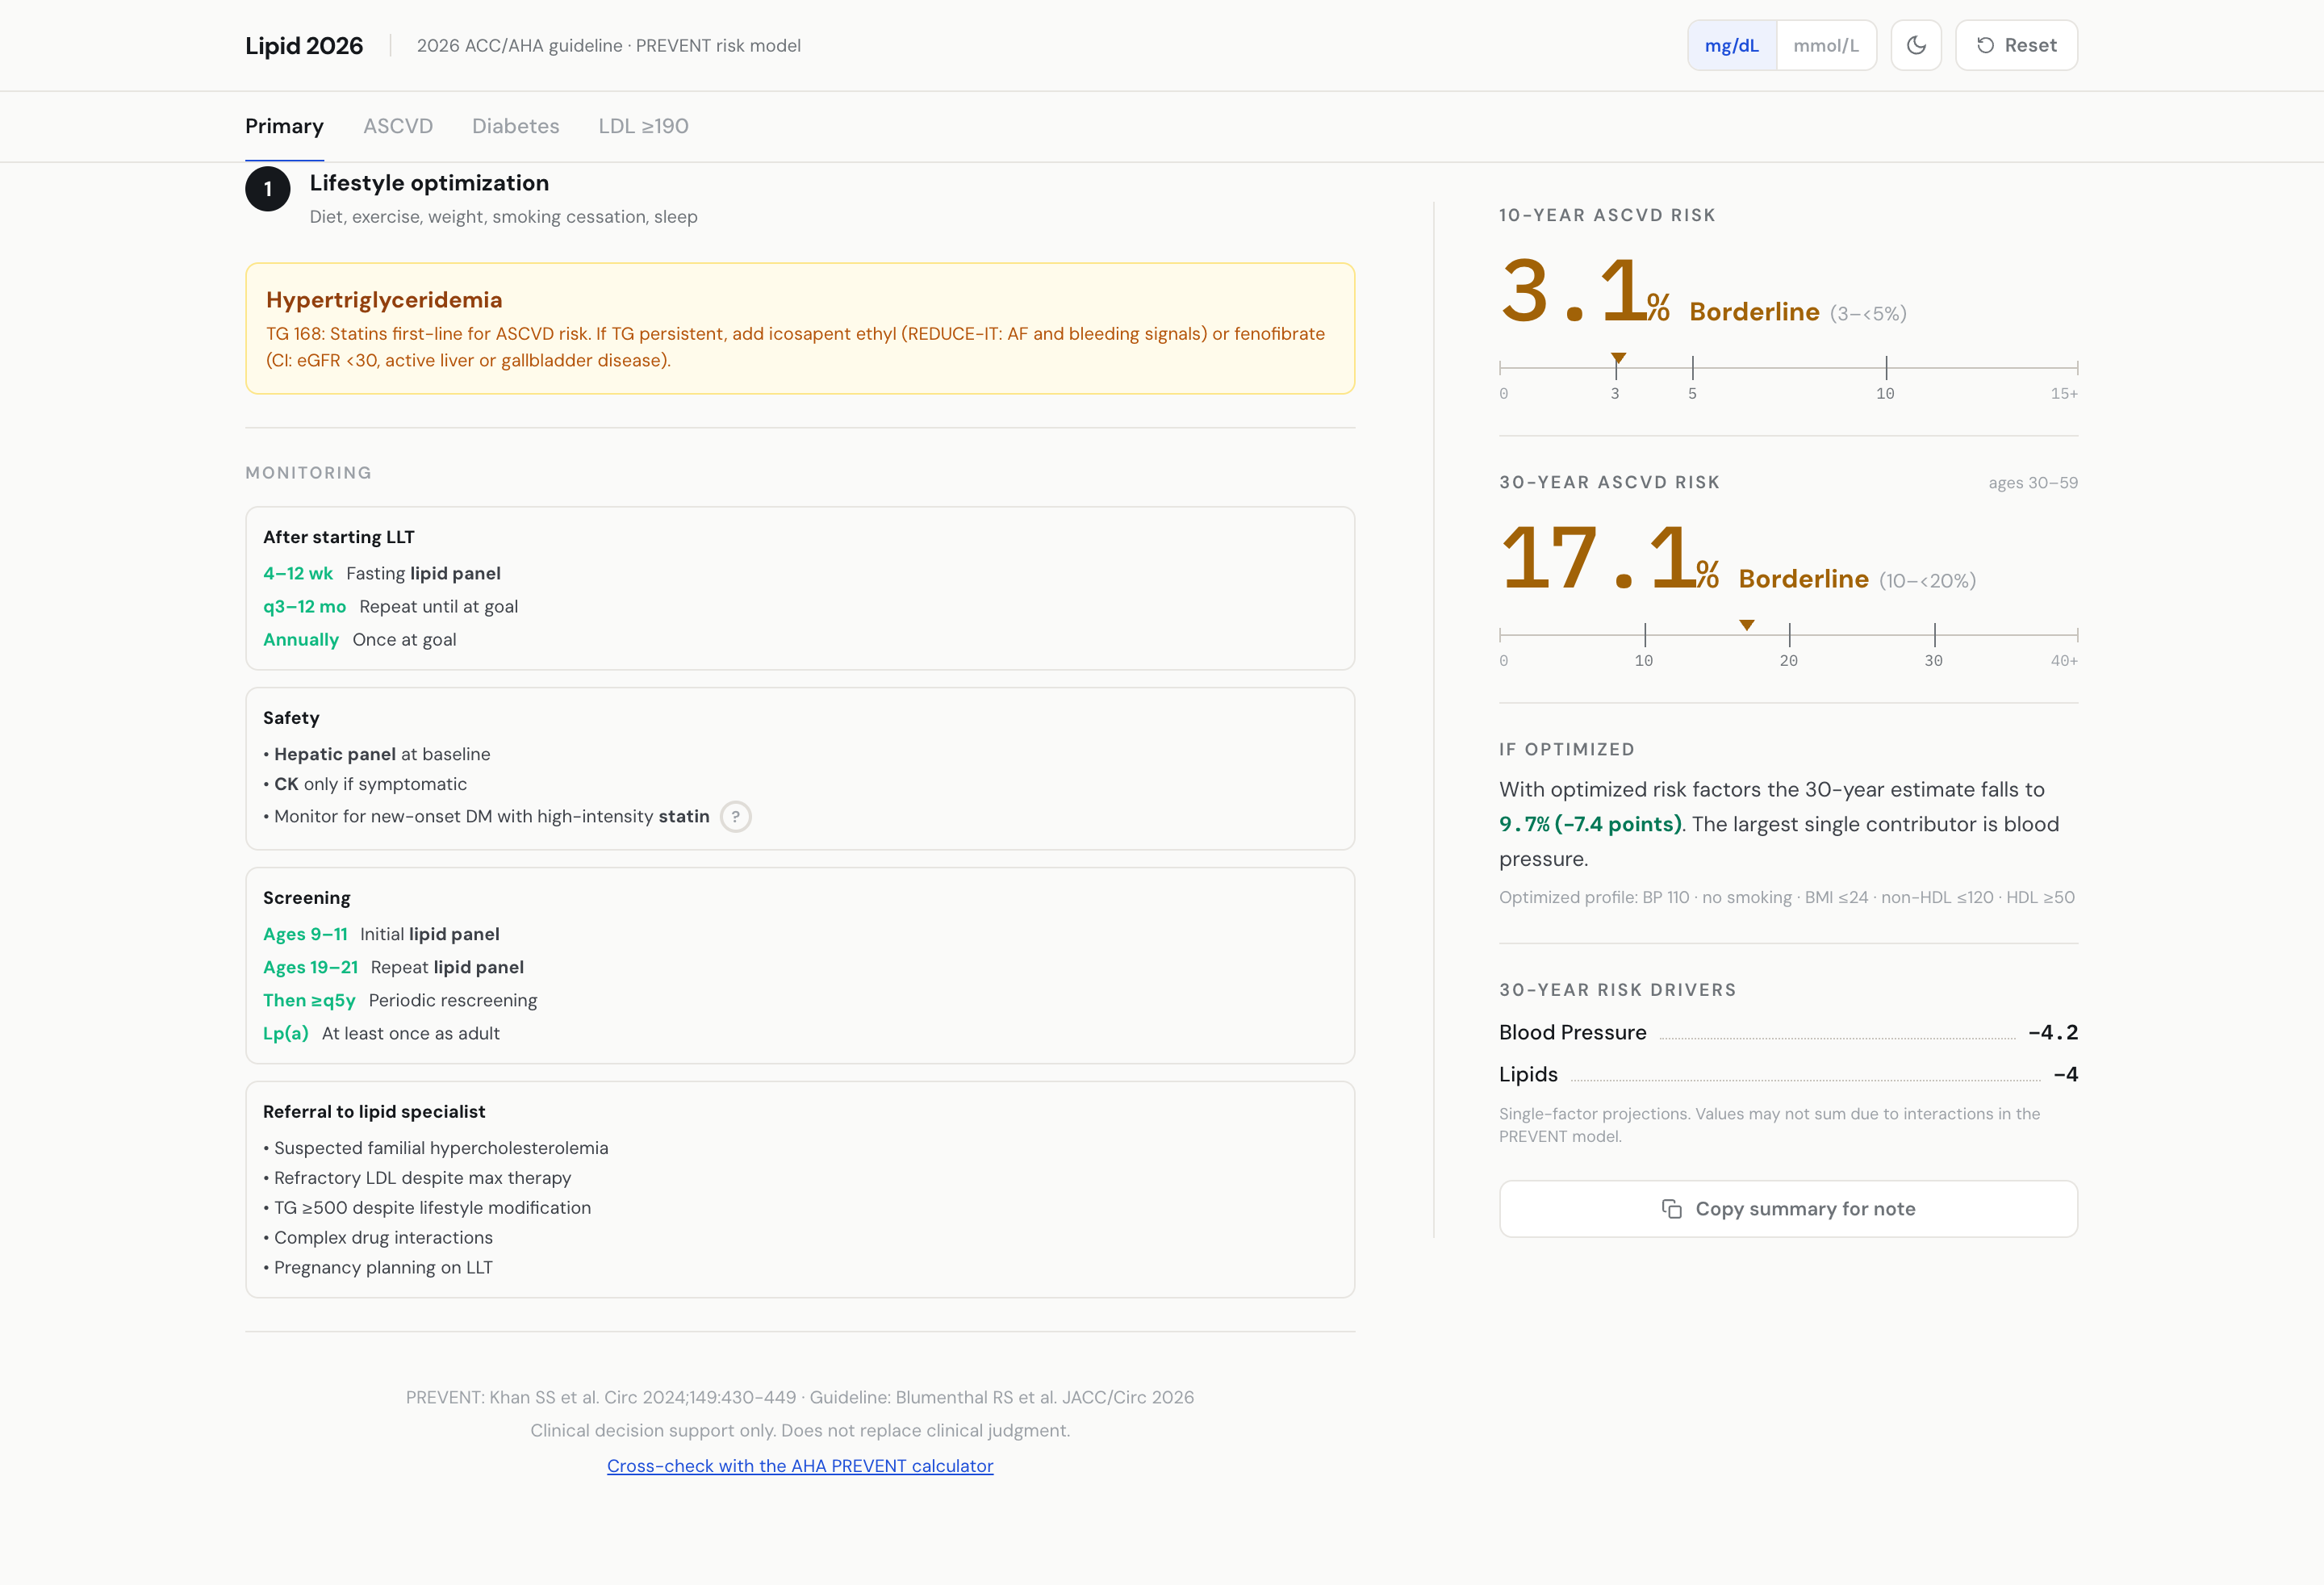 Lipid 2026
2026 ACC/AHA guideline · PREVENT risk model
mg/dL
mmol/L
Reset
Primary
ASCVD
Diabetes
LDL ≥190
1
Lifestyle optimization
Diet, exercise, weight, smoking cessation, sleep
Hypertriglyceridemia
TG 168: Statins first-line for ASCVD risk. If TG persistent, add icosapent ethyl (REDUCE-IT: AF and bleeding signals) or fenofibrate
(CI: eGFR <30, active liver or gallbladder disease).
MONITORING
After starting LLT
4–12 wk Fasting lipid panel
q3–12 mo Repeat until at goal
Annually Once at goal
Safety
• Hepatic panel at baseline
• CK only if symptomatic
• Monitor for new-onset DM with high-intensity statin ?
Screening
Ages 9–11 Initial lipid panel
Ages 19–21 Repeat lipid panel
Then ≥q5y Periodic rescreening
Lp(a) At least once as adult
Referral to lipid specialist
• Suspected familial hypercholesterolemia
• Refractory LDL despite max therapy
• TG ≥500 despite lifestyle modification
• Complex drug interactions
• Pregnancy planning on LLT
PREVENT: Khan SS et al. Circ 2024;149:430-449 · Guideline: Blumenthal RS et al. JACC/Circ 2026
Clinical decision support only. Does not replace clinical judgment.
Cross-check with the AHA PREVENT calculator
10-YEAR ASCVD RISK
3.1% Borderline (3–<5%)
0 3 5 10 15+
30-YEAR ASCVD RISK ages 30–59
17.1% Borderline (10–<20%)
0 10 20 30 40+
IF OPTIMIZED
With optimized risk factors the 30-year estimate falls to
9.7% (−7.4 points). The largest single contributor is blood
pressure.
Optimized profile: BP 110 · no smoking · BMI ≤24 · non-HDL ≤120 · HDL ≥50
30-YEAR RISK DRIVERS
Blood Pressure −4.2
Lipids −4
Single-factor projections. Values may not sum due to interactions in the
PREVENT model.
Copy summary for note